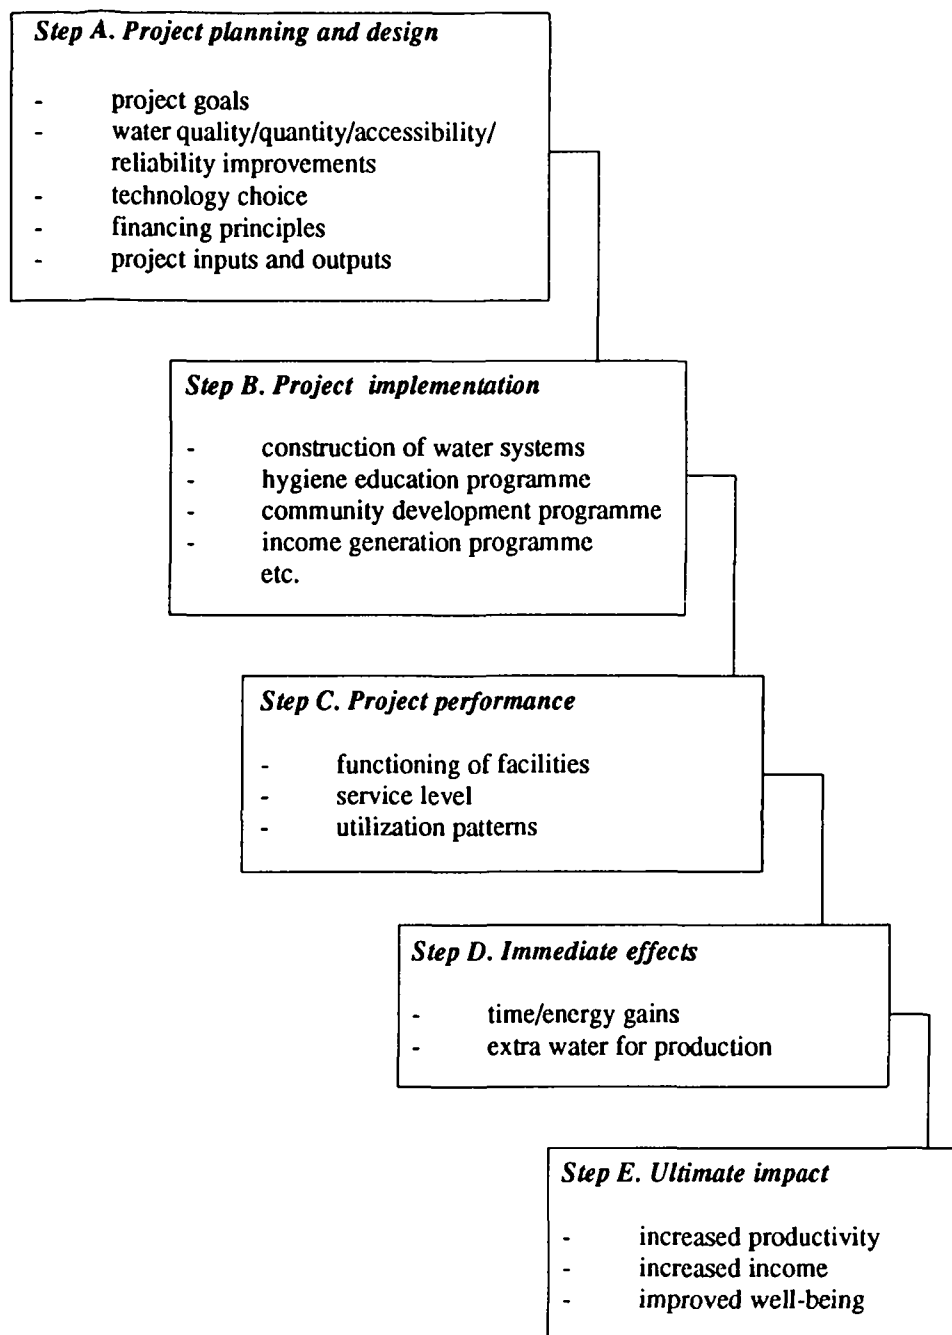 Step A. Project planning and design
- project goals
- water quality/quantity/accessibility/
reliability improvements
- technology choice
- financing principles
- project inputs and outputs
Step B. Project implementation
- construction of water systems
- hygiene education programme
- community development programme
- income generation programme
etc.
Step C. Project performance
- functioning of facilities
- service level
- utilization patterns
Step D. Immediate effects
- time/energy gains
- extra water for production
Step E. Ultimate impact
- increased productivity
- increased income
- improved well-being